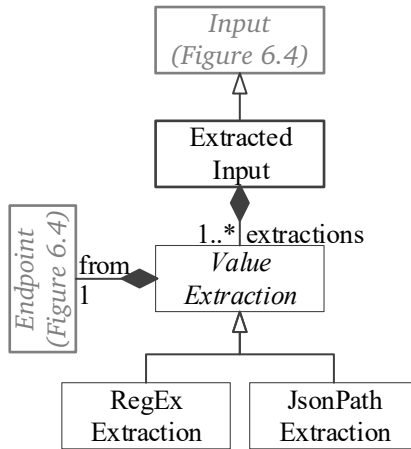 Input
(Figure 6.4)
Extracted
Input
1..* extractions
Endpoint
(Figure 6.4)
from
1
Value
Extraction
RegEx
Extraction
JsonPath
Extraction